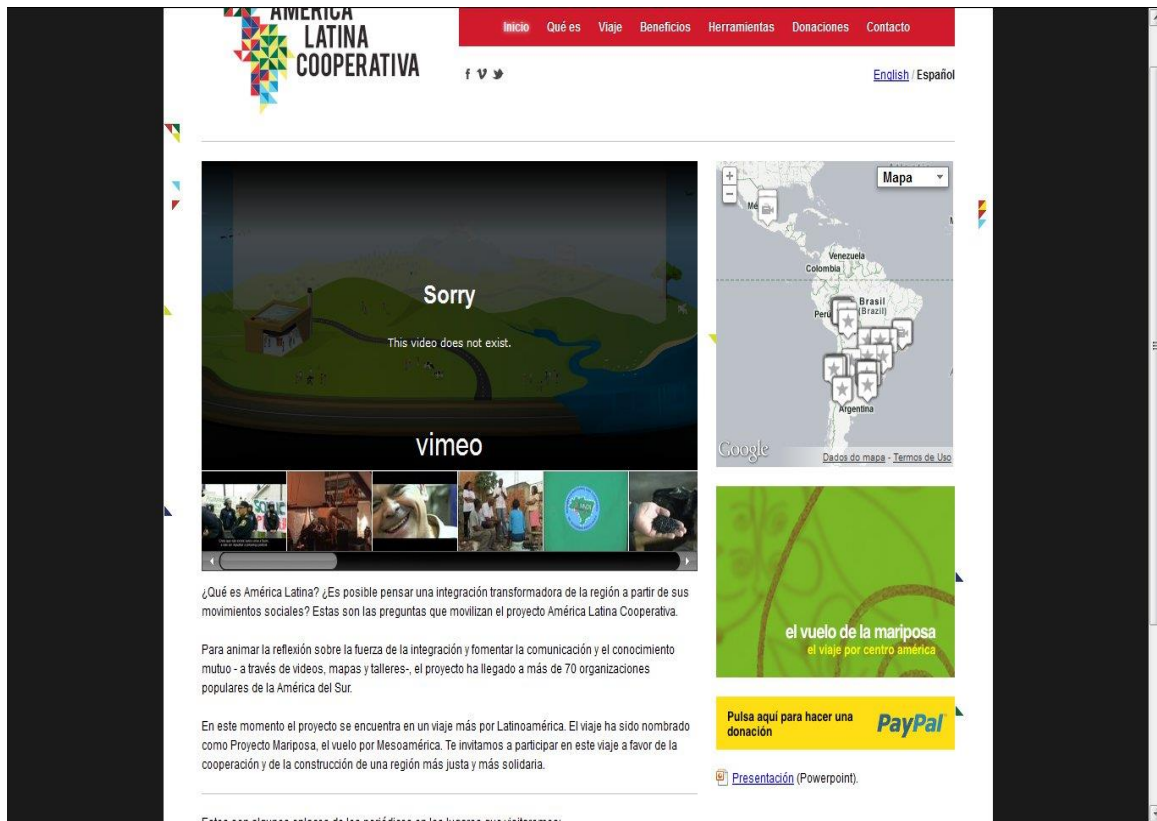 AMÉRICA
LATINA
COOPERATIVA
Inicio Qué es Viaje Beneficios Herramientas Donaciones Contacto
English / Español
Sorry
This video does not exist.
vimeo
Mapa
Mé
Venezuela
Colombia
Brasil
(Brazil)
Perú
Argentina
Google
Dados do mapa - Termos de Uso
el vuelo de la mariposa
el viaje por centro américa
¿Qué es América Latina? ¿Es posible pensar una integración transformadora de la región a partir de sus
movimientos sociales? Estas son las preguntas que movilizan el proyecto América Latina Cooperativa.
Para animar la reflexión sobre la fuerza de la integración y fomentar la comunicación y el conocimiento
mutuo - a través de videos, mapas y talleres-, el proyecto ha llegado a más de 70 organizaciones
populares de la América del Sur.
En este momento el proyecto se encuentra en un viaje más por Latinoamérica. El viaje ha sido nombrado
como Proyecto Mariposa, el vuelo por Mesoamérica. Te invitamos a participar en este viaje a favor de la
cooperación y de la construcción de una región más justa y más solidaria.
Pulsa aquí para hacer una
donación
PayPal
Presentación (Powerpoint).